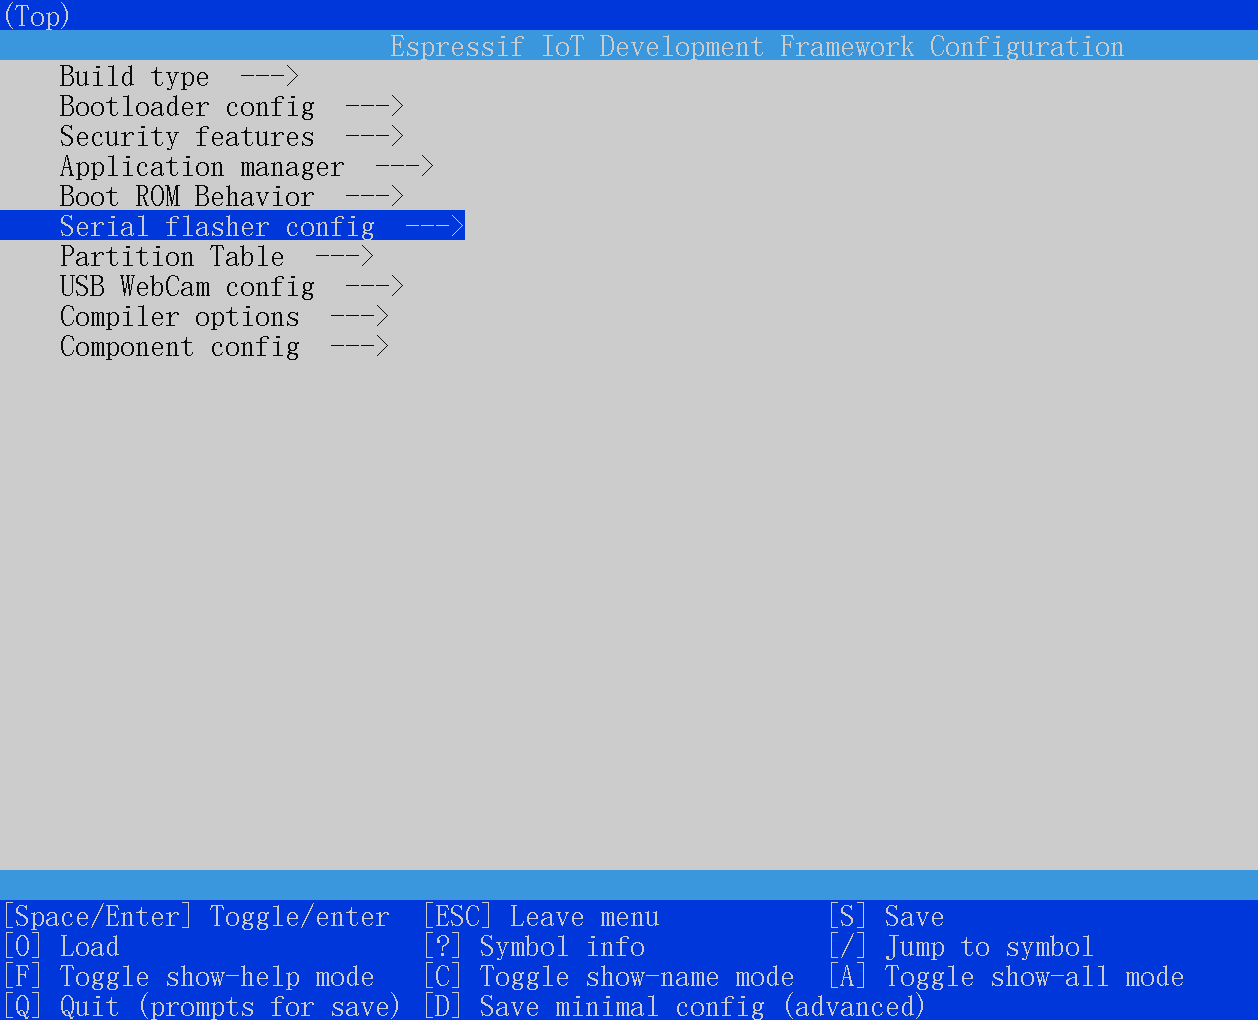 (Top)
Espressif IoT Development Framework Configuration
Build type  --->
Bootloader config  --->
Security features  --->
Application manager  --->
Boot ROM Behavior  --->
Serial flasher config  --->
Partition Table  --->
USB WebCam config  --->
Compiler options  --->
Component config  --->
[Space/Enter] Toggle/enter  [ESC] Leave menu  [S] Save
[O] Load  [?] Symbol info  [/] Jump to symbol
[F] Toggle show-help mode  [C] Toggle show-name mode  [A] Toggle show-all mode
[Q] Quit (prompts for save)  [D] Save minimal config (advanced)